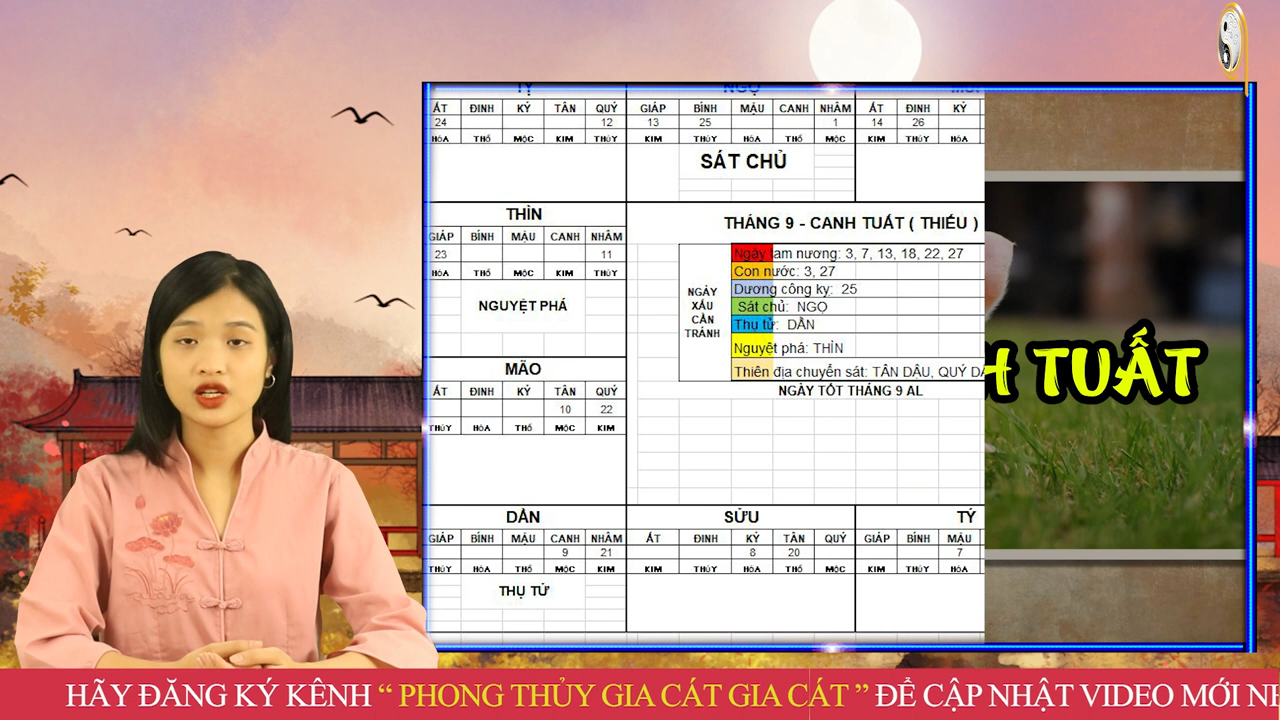 TỴ NGỌ
ẤT ĐINH KỶ TÂN QUÝ GIÁP BÍNH MẬU CANH NHÂM ẤT ĐINH KỶ
24 12 13 25 1 14 26
HỎA THỔ MỘC KIM THỦY KIM THỦY HỎA THỔ MỘC KIM THỦY HỎA
SÁT CHỦ
THÌN
GIÁP BÍNH MẬU CANH NHÂM
23 11
HỎA THỔ MỘC KIM THỦY
NGUYỆT PHÁ
THÁNG 9 - CANH TUẤT ( THIẾU )
NGÀY XẤU CẦN TRÁNH
Ngày tam nương: 3, 7, 13, 18, 22, 27
Con nước: 3, 27
Dương công kỵ: 25
Sát chủ: NGỌ
Thụ tử: DẦN
Nguyệt phá: THÌN
Thiên địa chuyển sát: TÂN DẬU, QUÝ
NGÀY TỐT THÁNG 9 AL
MÃO
ẤT ĐINH KỶ TÂN QUÝ
10 22
THỦY HỎA THỔ MỘC KIM
DẦN SỬU TÝ
GIÁP BÍNH MẬU CANH NHÂM ẤT ĐINH KỶ TÂN QUÝ GIÁP BÍNH MẬU
9 21 8 20 7
THỦY HỎA THỔ MỘC KIM KIM THỦY HỎA THỔ MỘC KIM THỦY HỎA
THỤ TỬ
H TUẤT
HÃY ĐĂNG KÝ KÊNH “ PHONG THỦY GIA CÁT GIA CÁT ” ĐỂ CẬP NHẬT VIDEO MỚI NH